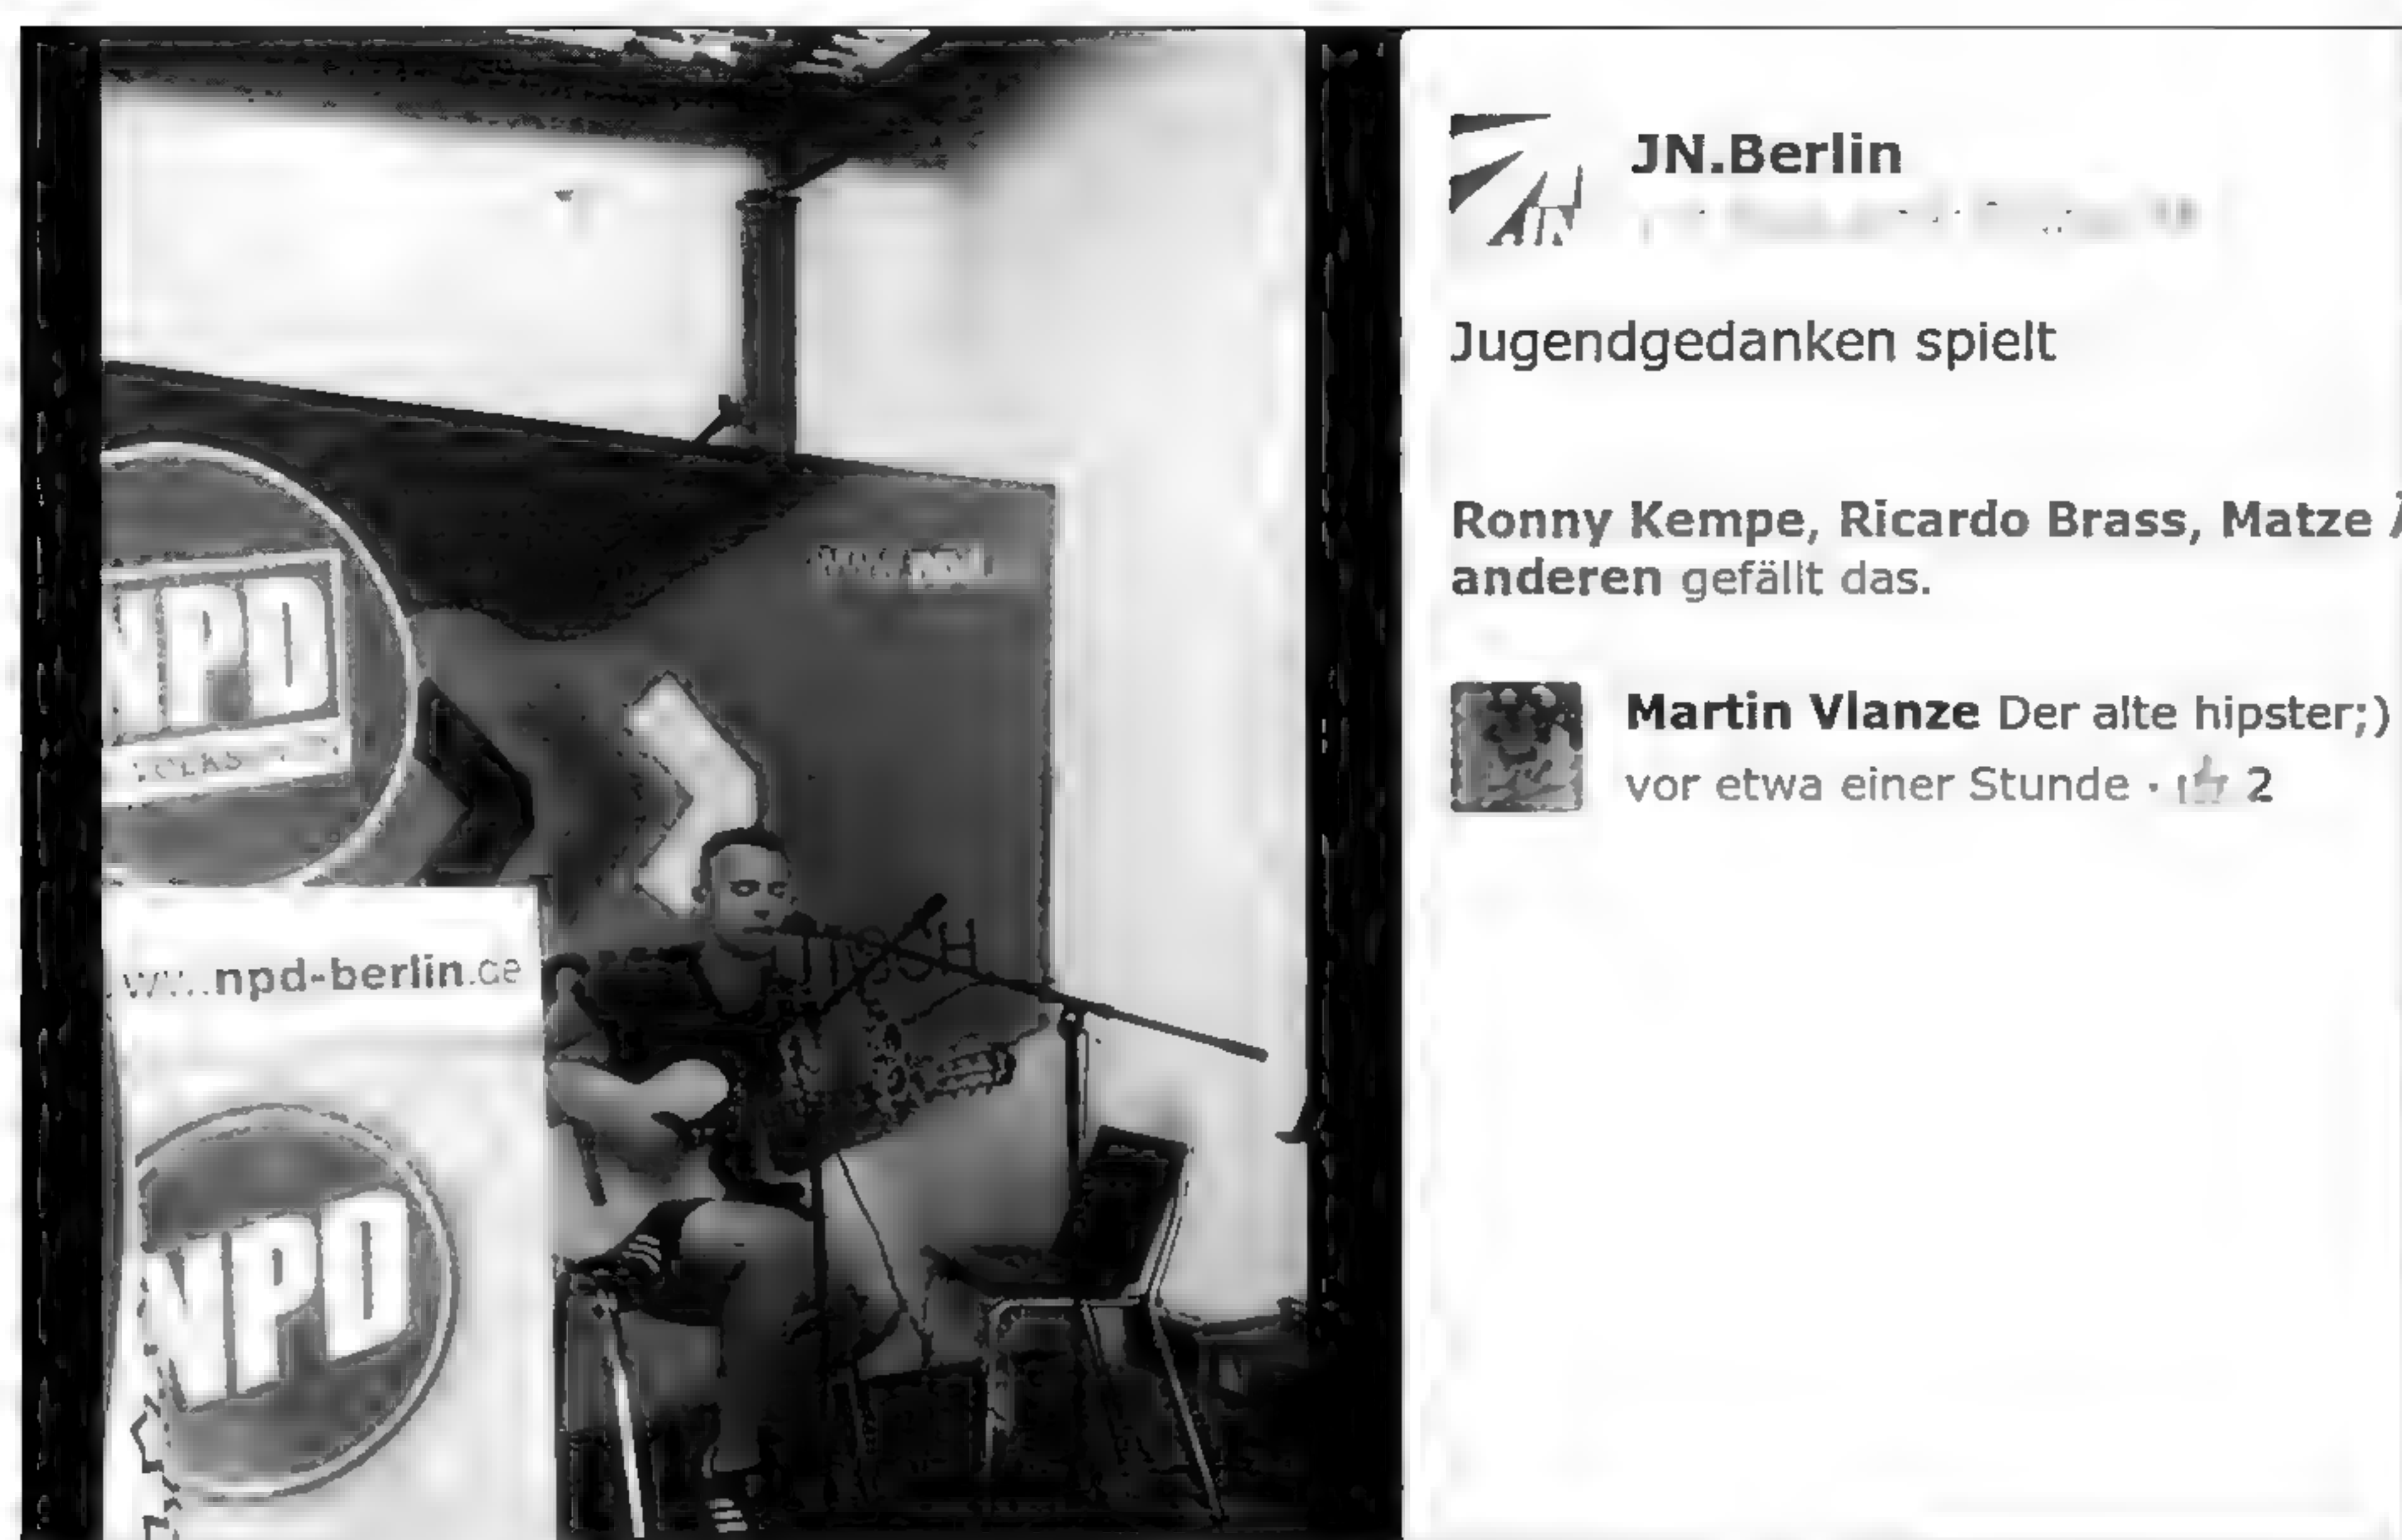 JN.Berlin
Jugendgedanken spielt
Ronny Kempe, Ricardo Brass, Matze
anderen gefällt das.
Martin Vlanze Der alte hipster;)
vor etwa einer Stunde · 2
NPD
www.npd-berlin.de
NPD
JN